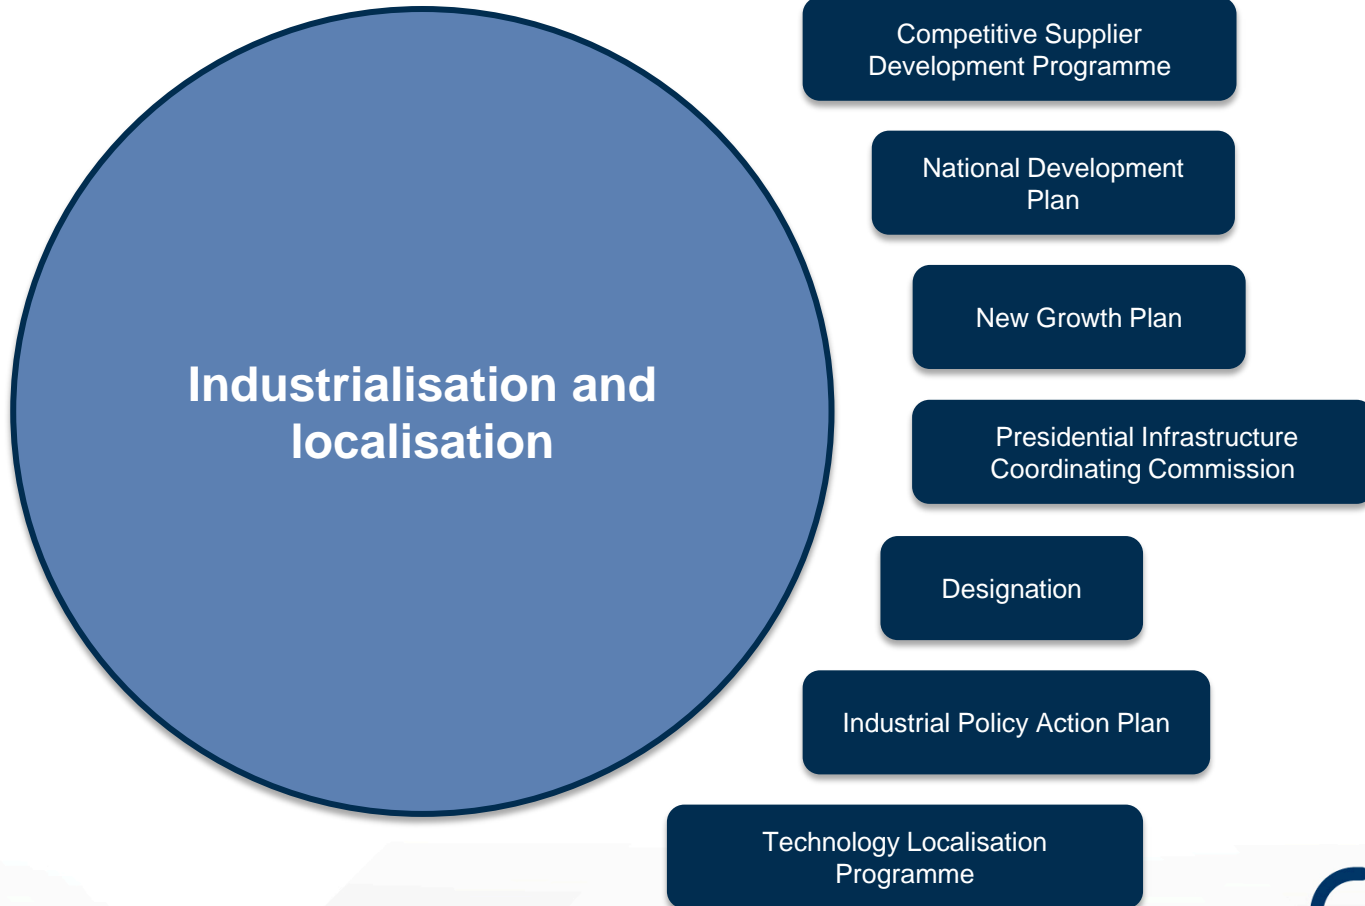 Competitive Supplier
Development Programme
National Development
Plan
New Growth Plan
Industrialisation and
localisation
Presidential Infrastructure
Coordinating Commission
Designation
Industrial Policy Action Plan
Technology Localisation
Programme